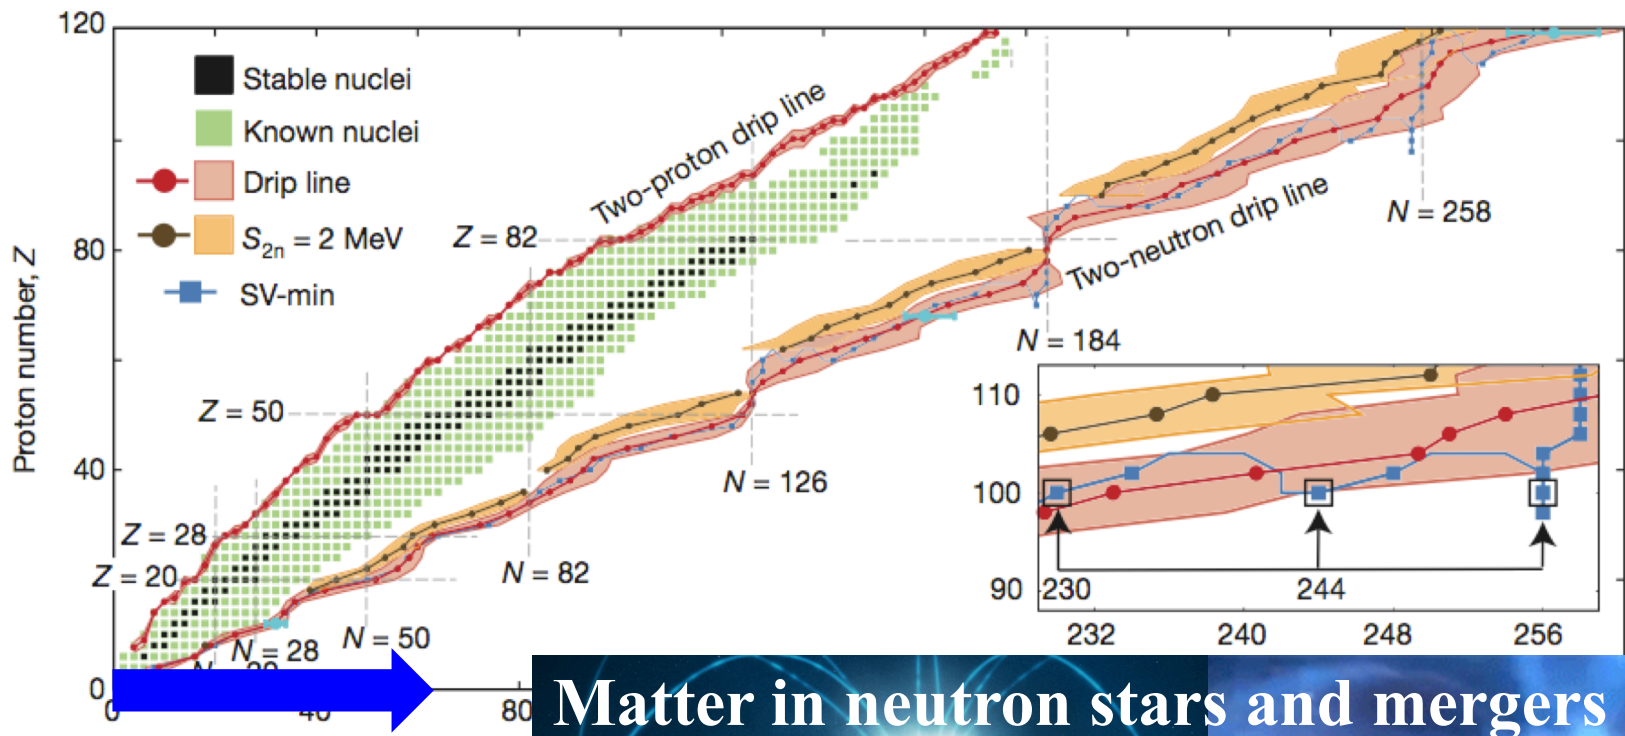 120
Stable nuclei
Known nuclei
Drip line
S2n = 2 MeV
SV-min
Two-proton drip line
Two-neutron drip line
Proton number, Z
Z = 82
80
N = 258
N = 184
Z = 50
40
N = 126
Z = 28
N = 82
Z = 20
N = 50
N = 28
110
100
90
230
244
232
240
248
256
0
0
40
80
Matter in neutron stars and mergers